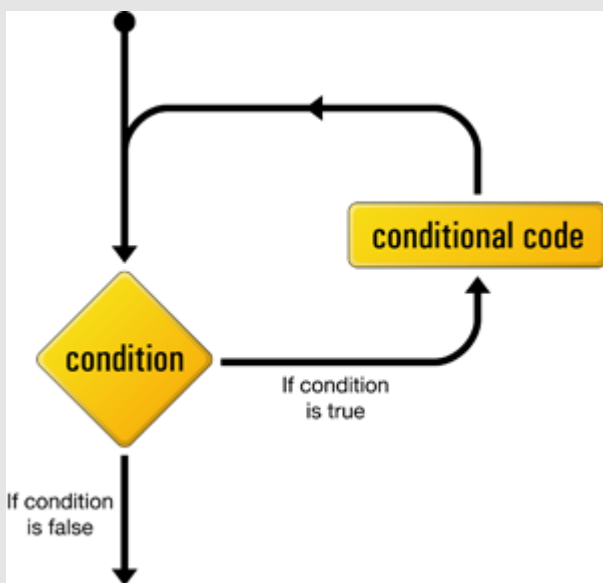 conditional code
condition
If condition
is true
If condition
is false